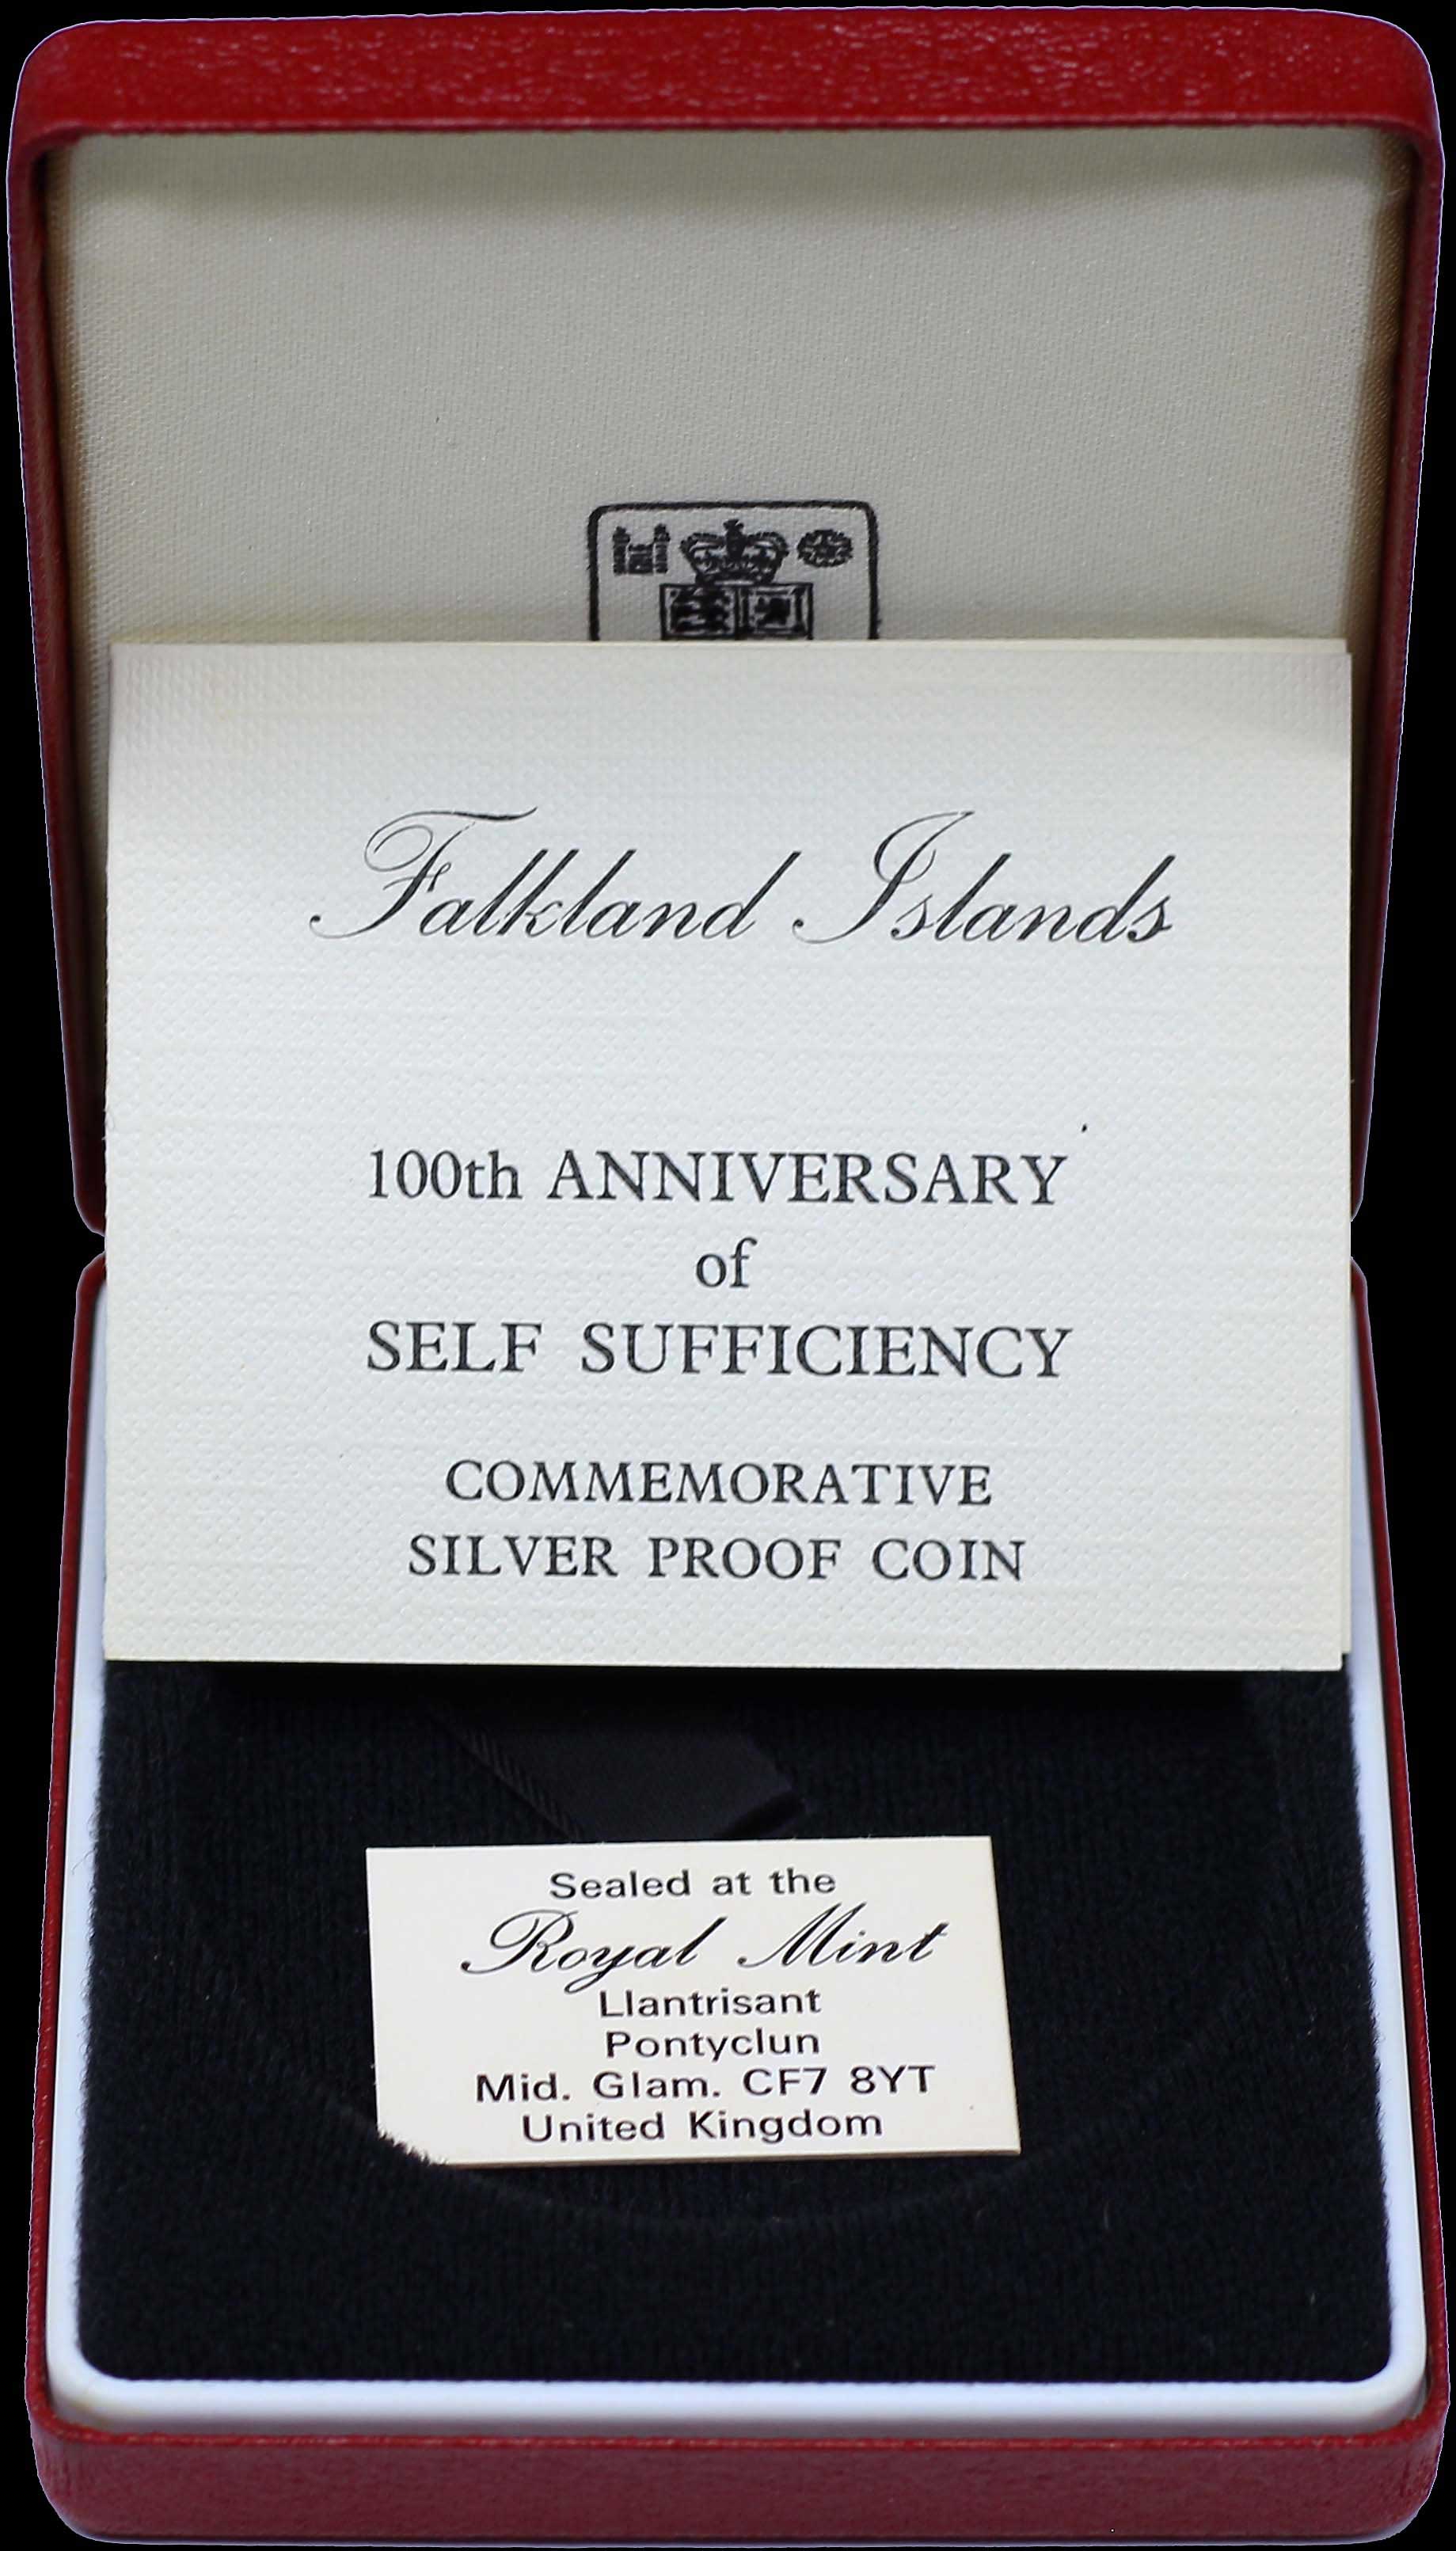 Falkland Islands
100th ANNIVERSARY
of
SELF SUFFICIENCY
COMMEMORATIVE
SILVER PROOF COIN
Sealed at the
Royal Mint
Llantrisant
Pontyclun
Mid. Glam. CF7 8YT
United Kingdom